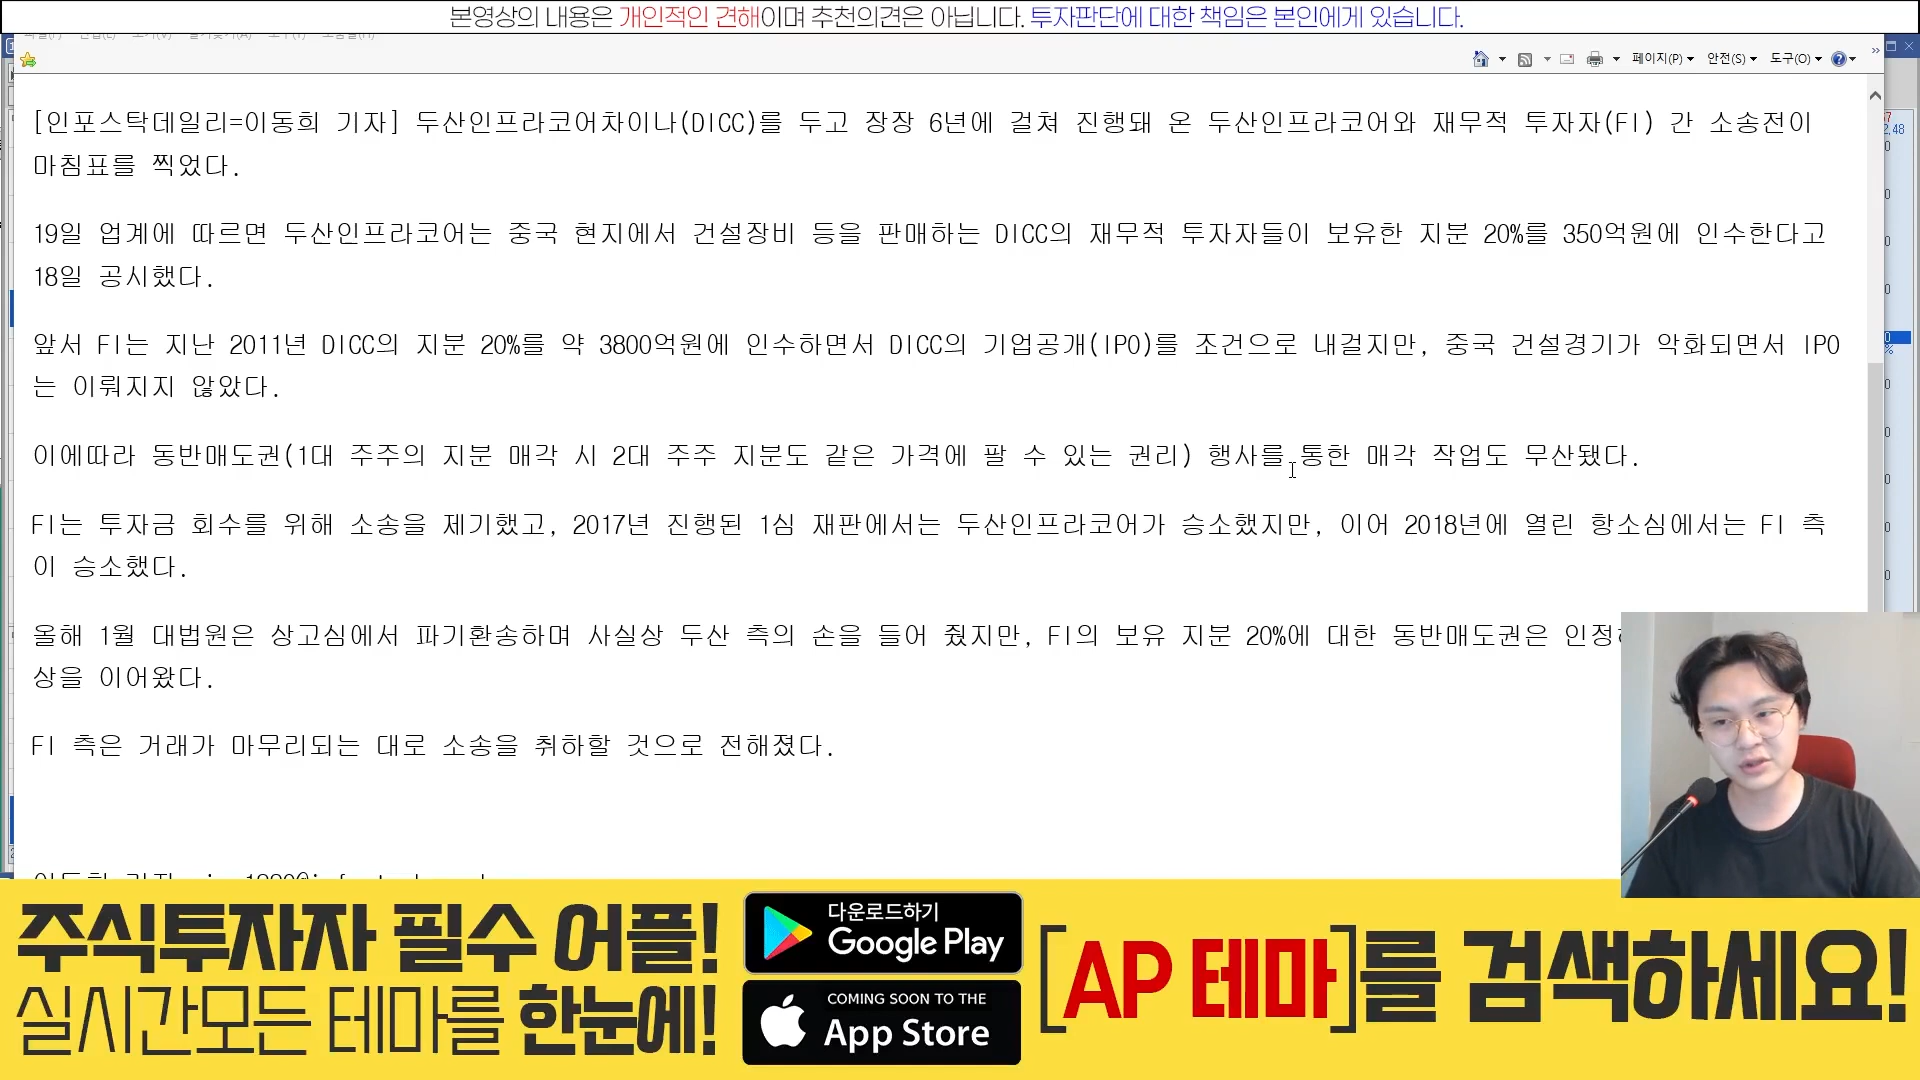 본영상의 내용은 개인적인 견해이며 추천의견은 아닙니다. 투자판단에 대한 책임은 본인에게 있습니다.
페이지(P) 안전(S) 도구(O)
[인포스탁데일리=이동희 기자] 두산인프라코어차이나(DICC)를 두고 장장 6년에 걸쳐 진행돼 온 두산인프라코어와 재무적 투자자(FI) 간 소송전이
마침표를 찍었다.
19일 업계에 따르면 두산인프라코어는 중국 현지에서 건설장비 등을 판매하는 DICC의 재무적 투자자들이 보유한 지분 20%를 350억원에 인수한다고
18일 공시했다.
앞서 FI는 지난 2011년 DICC의 지분 20%를 약 3800억원에 인수하면서 DICC의 기업공개(IPO)를 조건으로 내걸지만, 중국 건설경기가 악화되면서 IPO
는 이뤄지지 않았다.
이에따라 동반매도권(1대 주주의 지분 매각 시 2대 주주 지분도 같은 가격에 팔 수 있는 권리) 행사를 통한 매각 작업도 무산됐다.
FI는 투자금 회수를 위해 소송을 제기했고, 2017년 진행된 1심 재판에서는 두산인프라코어가 승소했지만, 이어 2018년에 열린 항소심에서는 FI 측
이 승소했다.
올해 1월 대법원은 상고심에서 파기환송하며 사실상 두산 측의 손을 들어 줬지만, FI의 보유 지분 20%에 대한 동반매도권은 인정
상을 이어왔다.
FI 측은 거래가 마무리되는 대로 소송을 취하할 것으로 전해졌다.
주식투자자 필수 어플!
실시간모든 테마를 한눈에!
다운로드하기
Google Play
COMING SOON TO THE
App Store
[AP 테마]를 검색하세요!